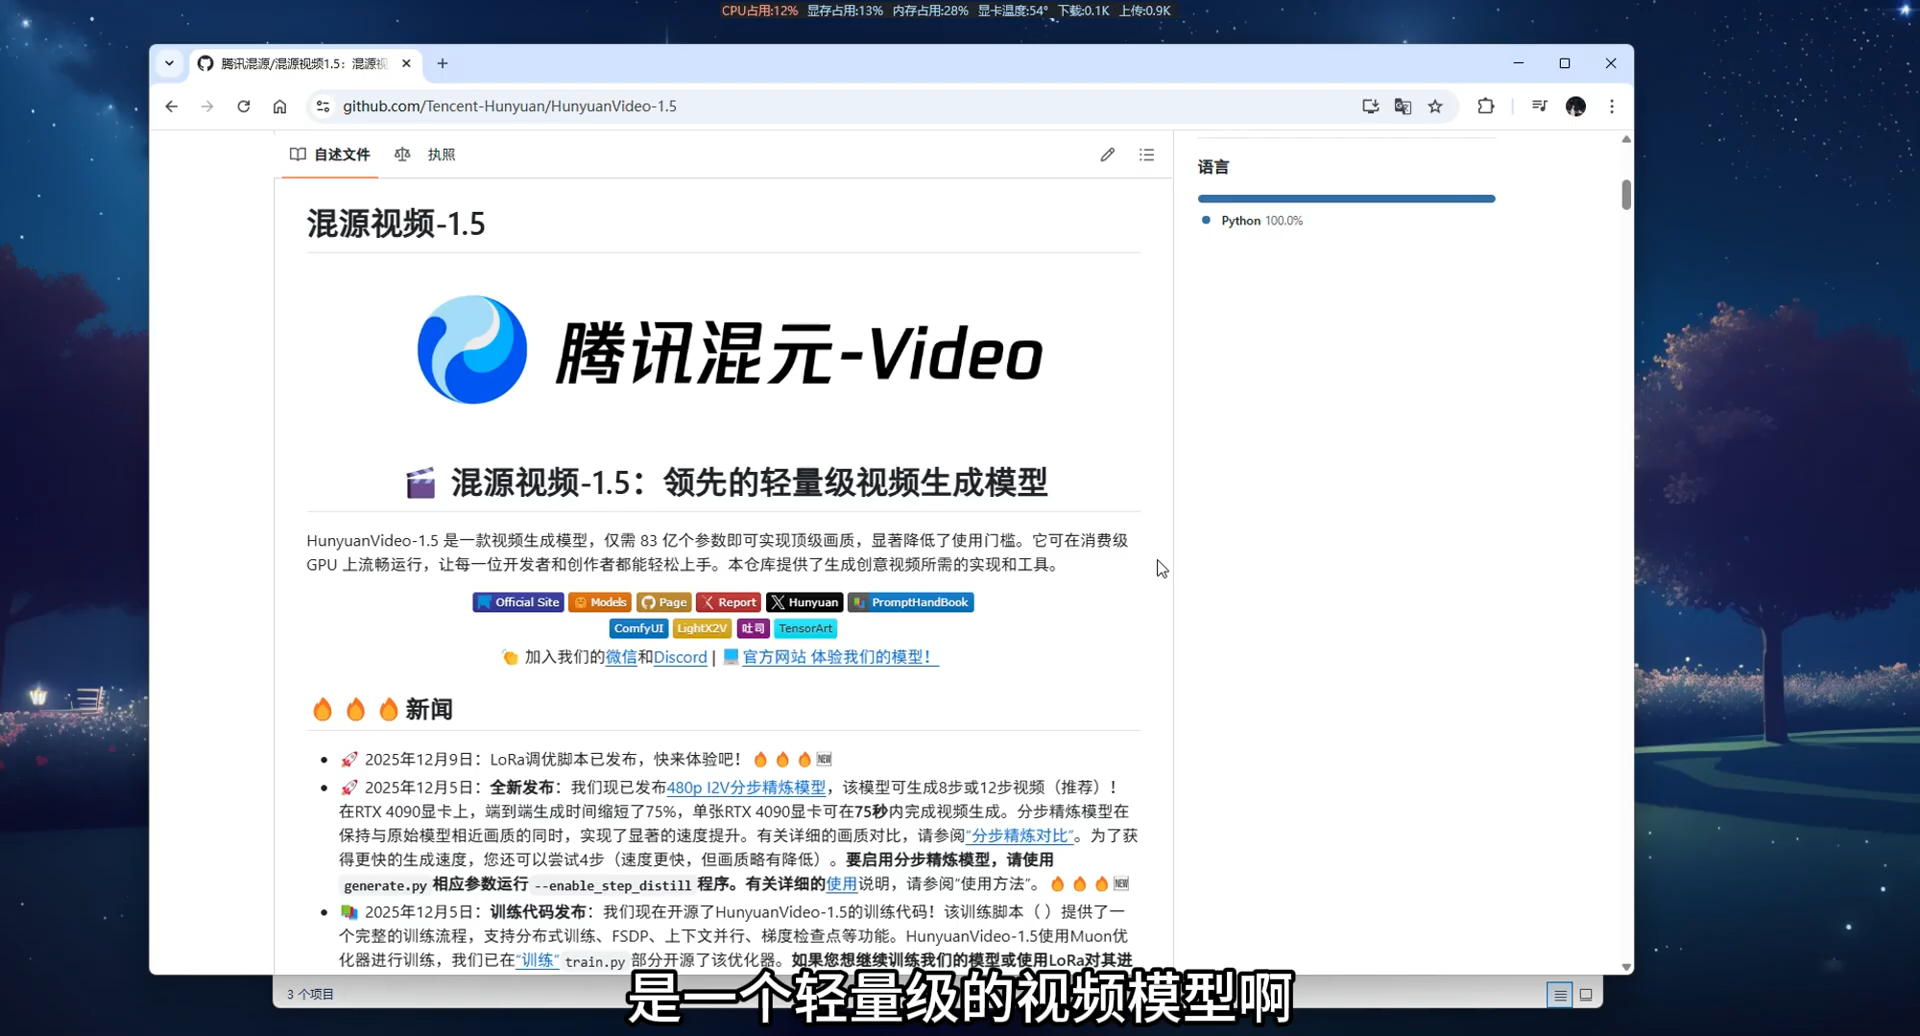 CPU占用:12% 显存占用:13% 内存占用:28% 显卡温度:54° 下载:0.1K 上传:0.9K
腾讯混源/混源视频1.5：混源视
github.com/Tencent-Hunyuan/HunyuanVideo-1.5
自述文件 执照
语言
Python 100.0%
混源视频-1.5
腾讯混元-Video
混源视频-1.5：领先的轻量级视频生成模型
HunyuanVideo-1.5 是一款视频生成模型，仅需 83 亿个参数即可实现顶级画质，显著降低了使用门槛。它可在消费级
GPU 上流畅运行，让每一位开发者和创作者都能轻松上手。本仓库提供了生成创意视频所需的实现和工具。
Official Site Models Page Report Hunyuan PromptHandBook
ComfyUI LightX2V 吐司 TensorArt
加入我们的微信和Discord | 官方网站 体验我们的模型！
🔥 🔥 🔥 新闻
🚀 2025年12月9日：LoRa调优脚本已发布，快来体验吧！ 🔥 🔥 🔥 🆕
🚀 2025年12月5日：全新发布：我们现已发布480p I2V分步精炼模型，该模型可生成8步或12步视频（推荐）！
在RTX 4090显卡上，端到端生成时间缩短了75%，单张RTX 4090显卡可在75秒内完成视频生成。分步精炼模型在
保持与原始模型相近画质的同时，实现了显著的速度提升。有关详细的画质对比，请参阅“分步精炼对比”。为了获
得更快的生成速度，您还可以尝试4步（速度更快，但画质略有降低）。要启用分步精炼模型，请使用
generate.py 相应参数运行 --enable_step_distill 程序。有关详细的使用说明，请参阅“使用方法”。 🔥 🔥 🔥 🆕
📚 2025年12月5日：训练代码发布：我们现在开源了HunyuanVideo-1.5的训练代码！该训练脚本（ ）提供了一
个完整的训练流程，支持分布式训练、FSDP、上下文并行、梯度检查点等功能。HunyuanVideo-1.5使用Muon优
化器进行训练，我们已在“训练” train.py 部分开源了该优化器。如果您想继续训练我们的模型或使用LoRa对其进
3 个项目
是一个轻量级的视频模型啊